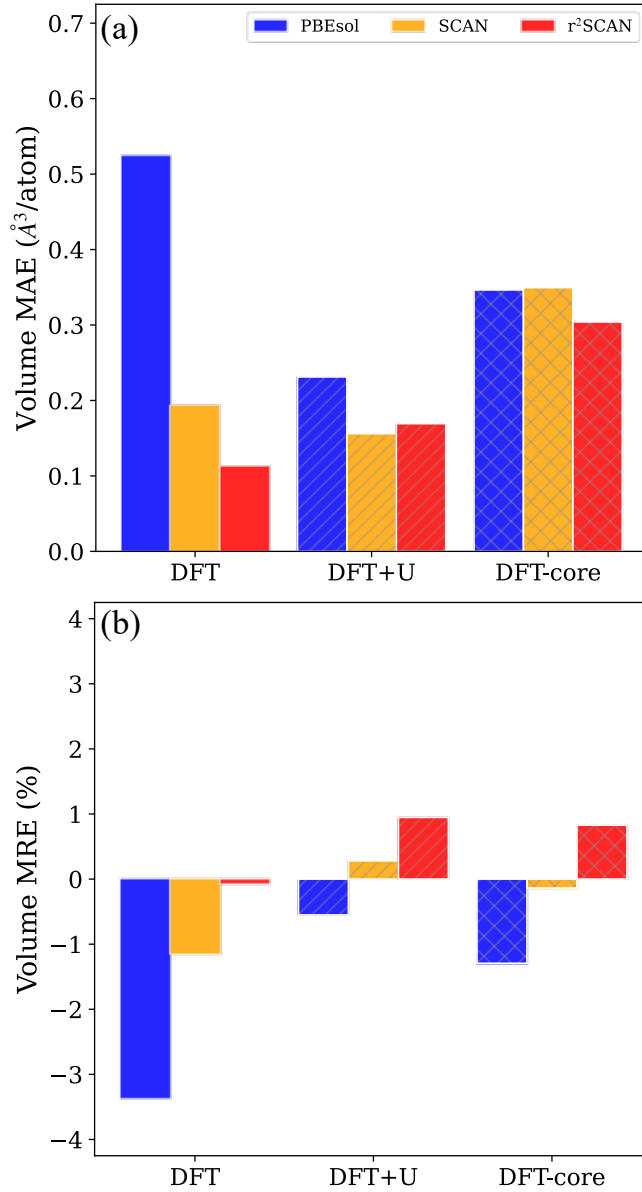 (a)
PBEsol SCAN r²SCAN
Volume MAE (Å³/atom)
0.7
0.6
0.5
0.4
0.3
0.2
0.1
0.0
DFT DFT+U DFT-core
(b)
Volume MRE (%)
4
3
2
1
0
−1
−2
−3
−4
DFT DFT+U DFT-core